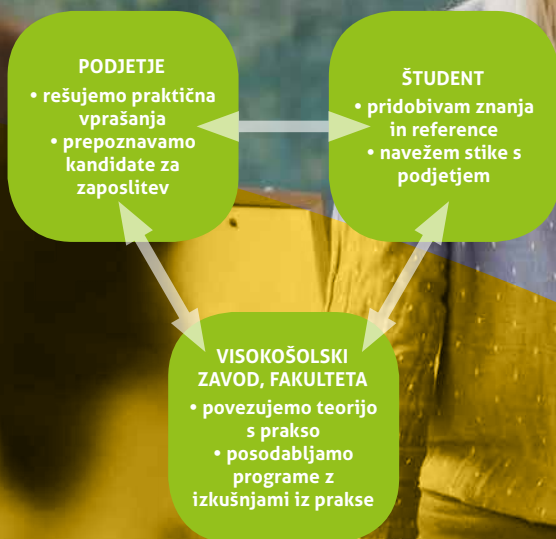 PODJETJE
• rešujemo praktična
vprašanja
• prepoznavamo
kandidate za
zaposlitev
ŠTUDENT
• pridobivam znanja
in reference
• navežem stike s
podjetjem
VISOKOŠOLSKI
ZAVOD, FAKULTETA
• povezujemo teorijo
s prakso
• posodabljamo
programe z
izkušnjami iz prakse